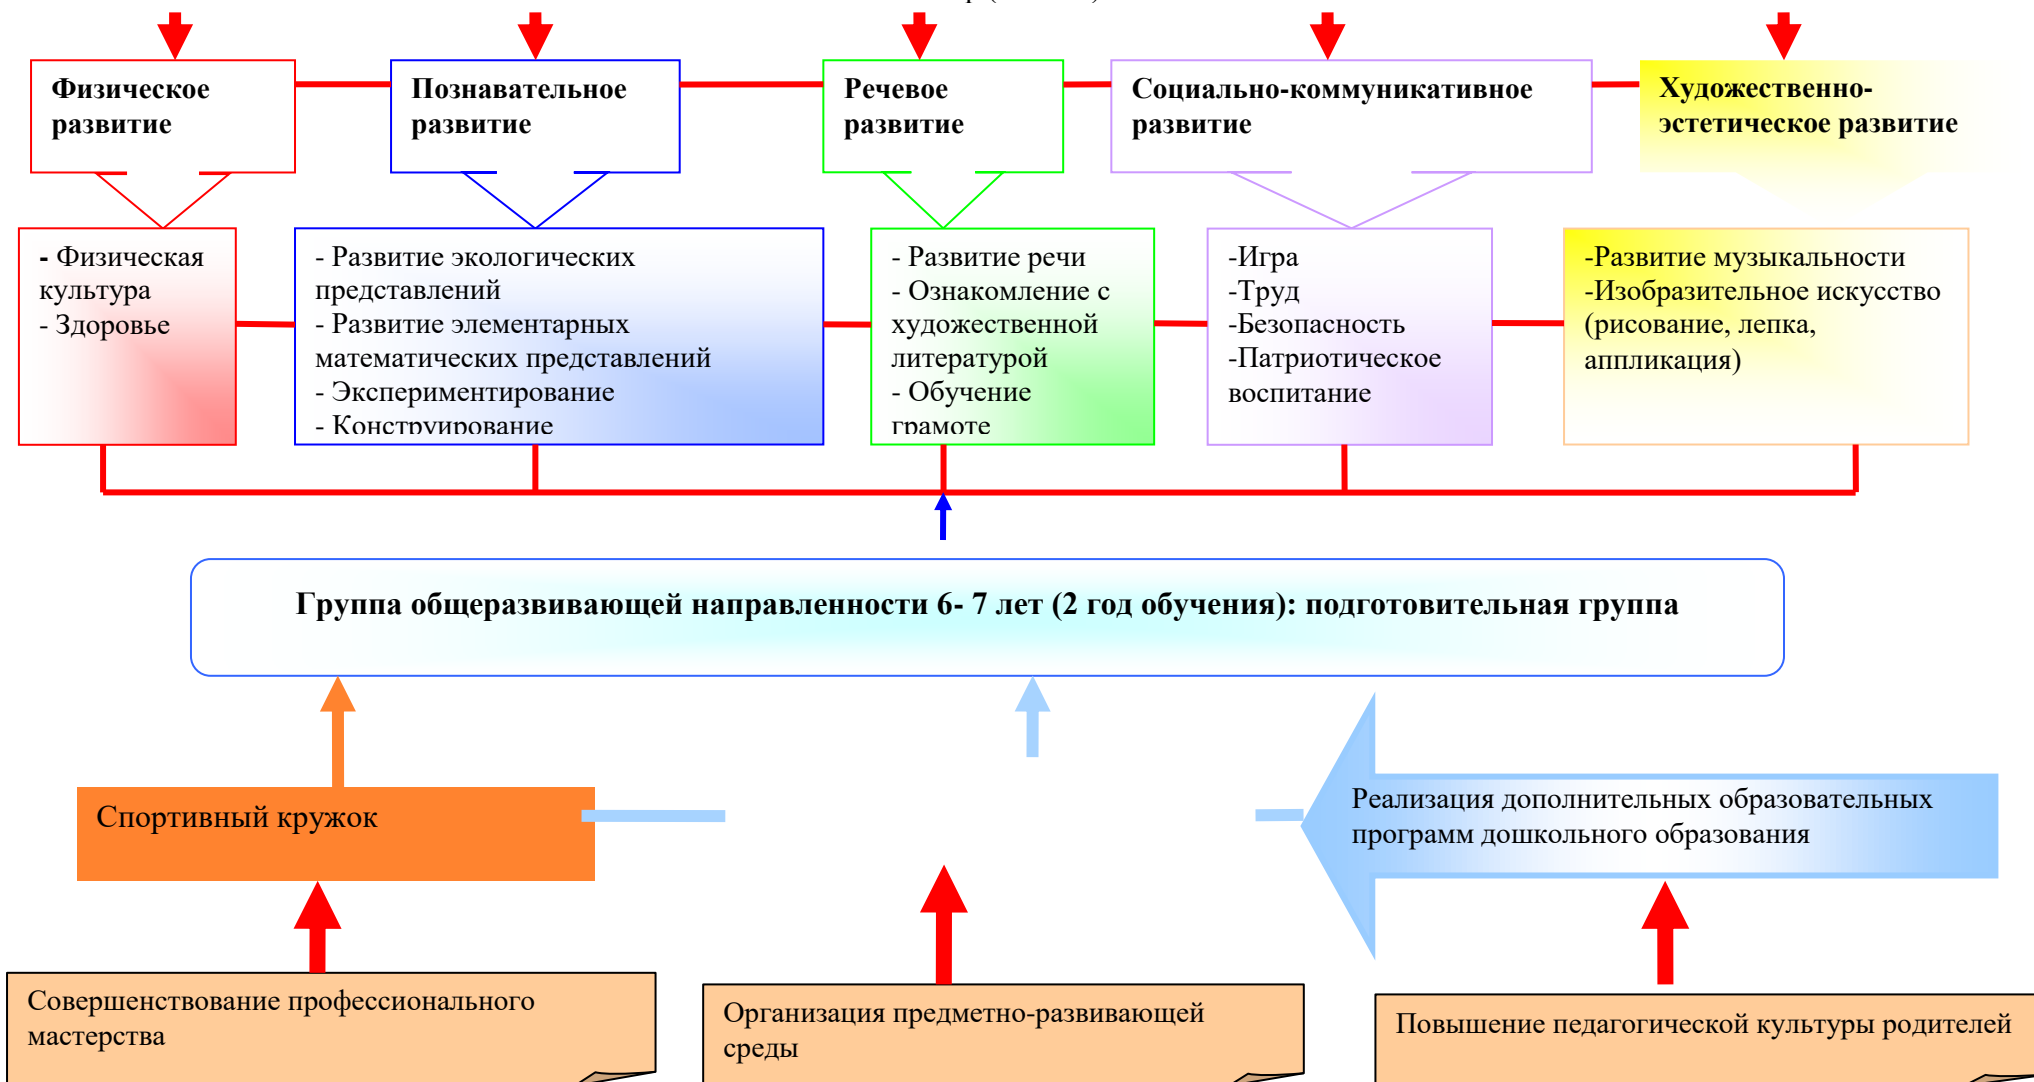 Физическое
развитие
Познавательное
развитие
Речевое
развитие
Социально-коммуникативное
развитие
Художественно-
эстетическое развитие
- Физическая
культура
- Здоровье
- Развитие экологических
представлений
- Развитие элементарных
математических представлений
- Экспериментирование
- Конструирование
- Развитие речи
- Ознакомление с
художественной
литературой
- Обучение
грамоте
-Игра
-Труд
-Безопасность
-Патриотическое
воспитание
-Развитие музыкальности
-Изобразительное искусство
(рисование, лепка,
аппликация)
Группа общеразвивающей направленности 6- 7 лет (2 год обучения): подготовительная группа
Спортивный кружок
Реализация дополнительных образовательных
программ дошкольного образования
Совершенствование профессионального
мастерства
Организация предметно-развивающей
среды
Повышение педагогической культуры родителей